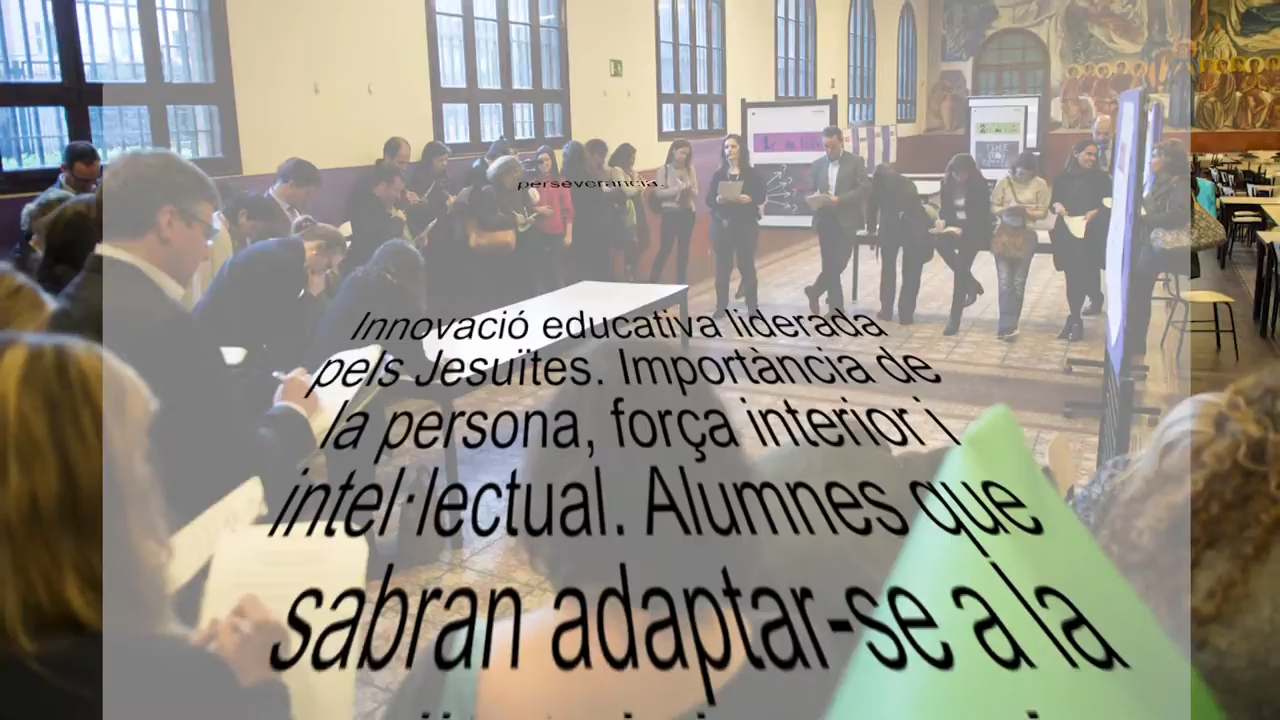 perseverància.
Innovació educativa liderada
pels Jesuïtes. Importància de
la persona, força interior i
intel·lectual. Alumnes que
sabran adaptar-se a la